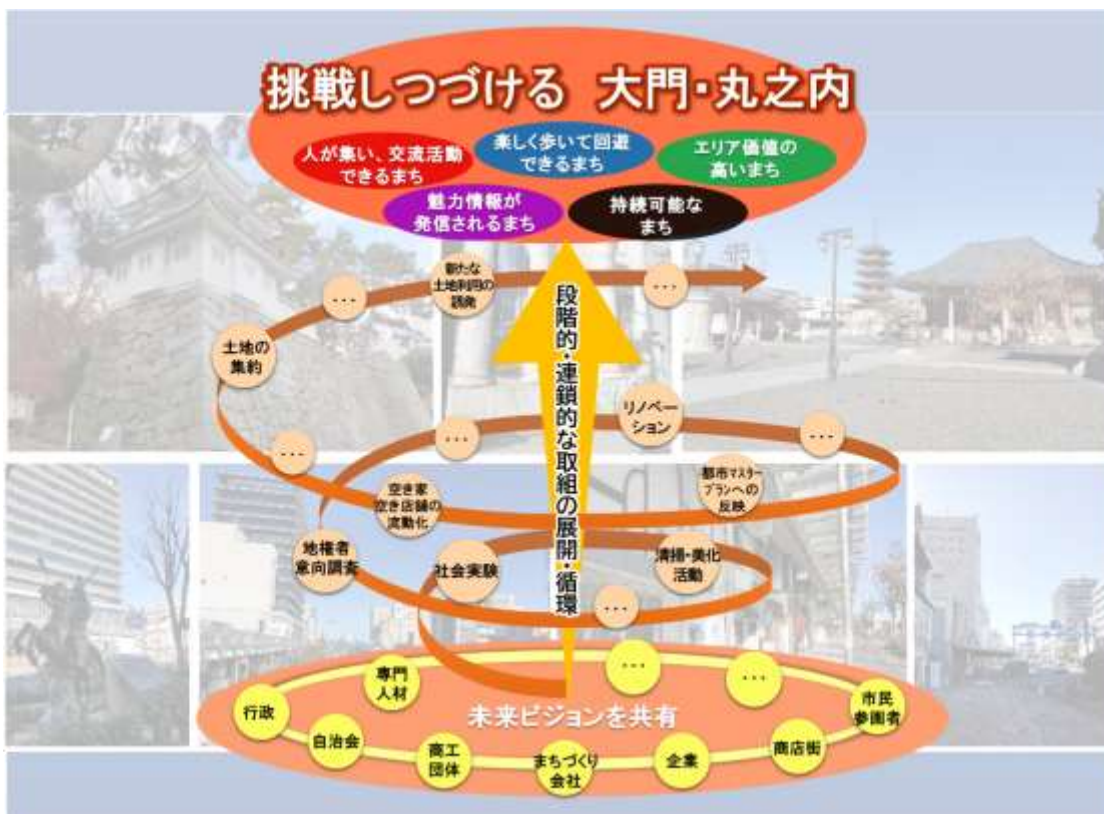 挑戦しつづける 大門・丸之内
人が集い、交流活動
できるまち
楽しく歩いて回遊
できるまち
エリア価値の
高いまち
魅力情報が
発信されるまち
持続可能な
まち
段階的・連鎖的な取組の展開・循環
・・・
新たな
土地利用の
誘発
・・・
土地の
集約
・・・
・・・
リノベー
ション
・・・
空き家
空き店舗の
流動化
都市マスター
プランへの
反映
地権者
意向調査
社会実験
清掃・美化
活動
・・・
専門
人材
・・・
・・・
行政
未来ビジョンを共有
市民
参画者
自治会
商工
団体
まちづくり
会社
企業
商店街